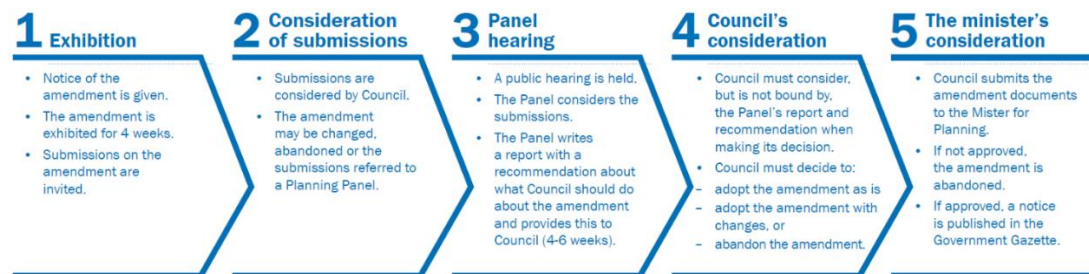 1 Exhibition
• Notice of the
amendment is given.
• The amendment is
exhibited for 4 weeks.
• Submissions on the
amendment are
invited.
2 Consideration
of submissions
• Submissions are
considered by Council.
• The amendment
may be changed,
abandoned or the
submissions referred to
a Planning Panel.
3 Panel
hearing
• A public hearing is held.
• The Panel considers the
submissions.
• The Panel writes
a report with a
recommendation about
what Council should do
about the amendment
and provides this to
Council (4-6 weeks).
4 Council's
consideration
• Council must consider,
but is not bound by,
the Panel's report and
recommendation when
making its decision.
• Council must decide to:
– adopt the amendment as is
– adopt the amendment with
changes, or
– abandon the amendment.
5 The minister's
consideration
• Council submits the
amendment documents
to the Mister for
Planning.
• If not approved,
the amendment is
abandoned.
• If approved, a notice
is published in the
Government Gazette.